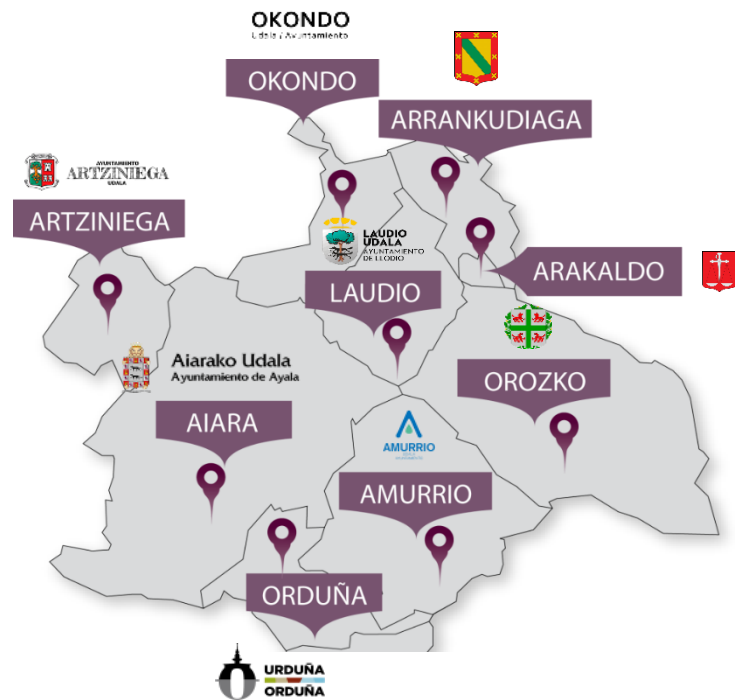 OKONDO
Udala / Ayuntamiento
OKONDO
ARRANKUDIAGA
AYUNTAMIENTO
ARTZINIEGA
UDALA
ARTZINIEGA
LAUDIO
UDALA
AYUNTAMIENTO
DE LLODIO
ARAKALDO
LAUDIO
Aiarako Udala
Ayuntamiento de Ayala
OROZKO
AIARA
AMURRIO
AMURRIO
ORDUÑA
URDUÑA
ORDUÑA